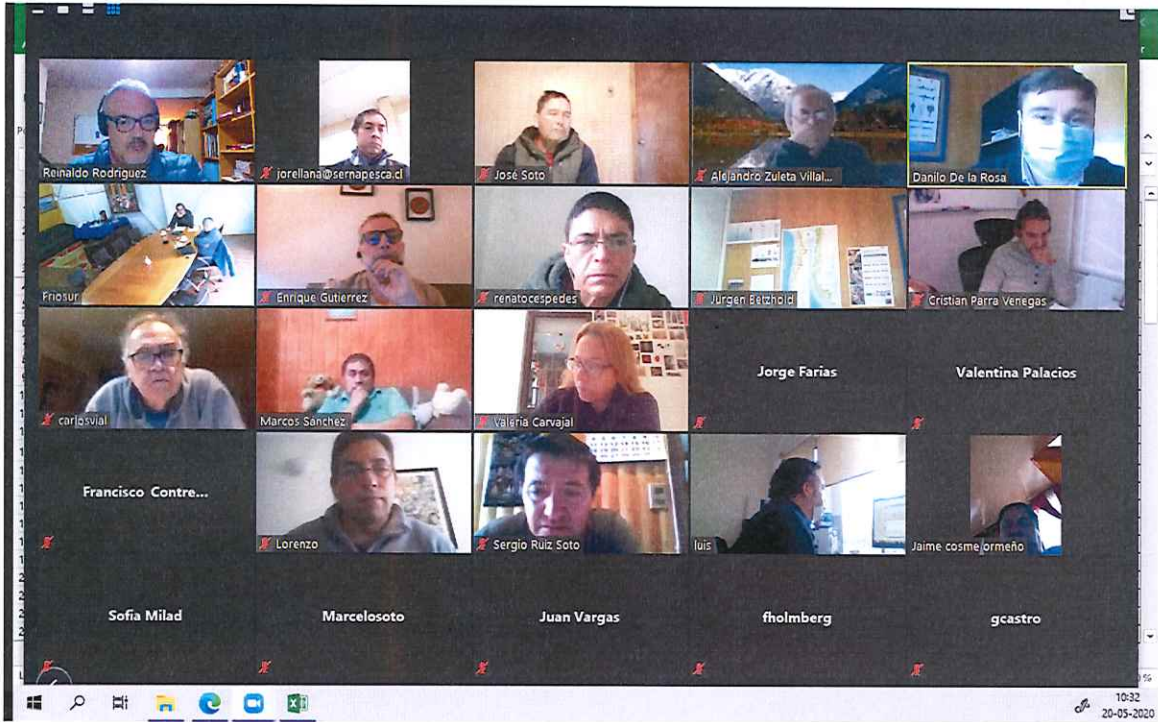 Reinaldo Rodriguez
jorellana@sernapesca.cl
José Soto
Alejandro Zuleta Villal...
Danilo De la Rosa
Friosur
Enrique Gutierrez
renatocespedes
Jürgen Betzhold
Cristian Parra Venegas
carlosvial
Marcos Sánchez
Valeria Carvajal
Jorge Farias
Valentina Palacios
Francisco Contre...
Lorenzo
Sergio Ruiz Soto
luis
Jaime cosme ormeño
Sofia Milad
Marcelosoto
Juan Vargas
fholmberg
gcastro
10:32
20-05-2020